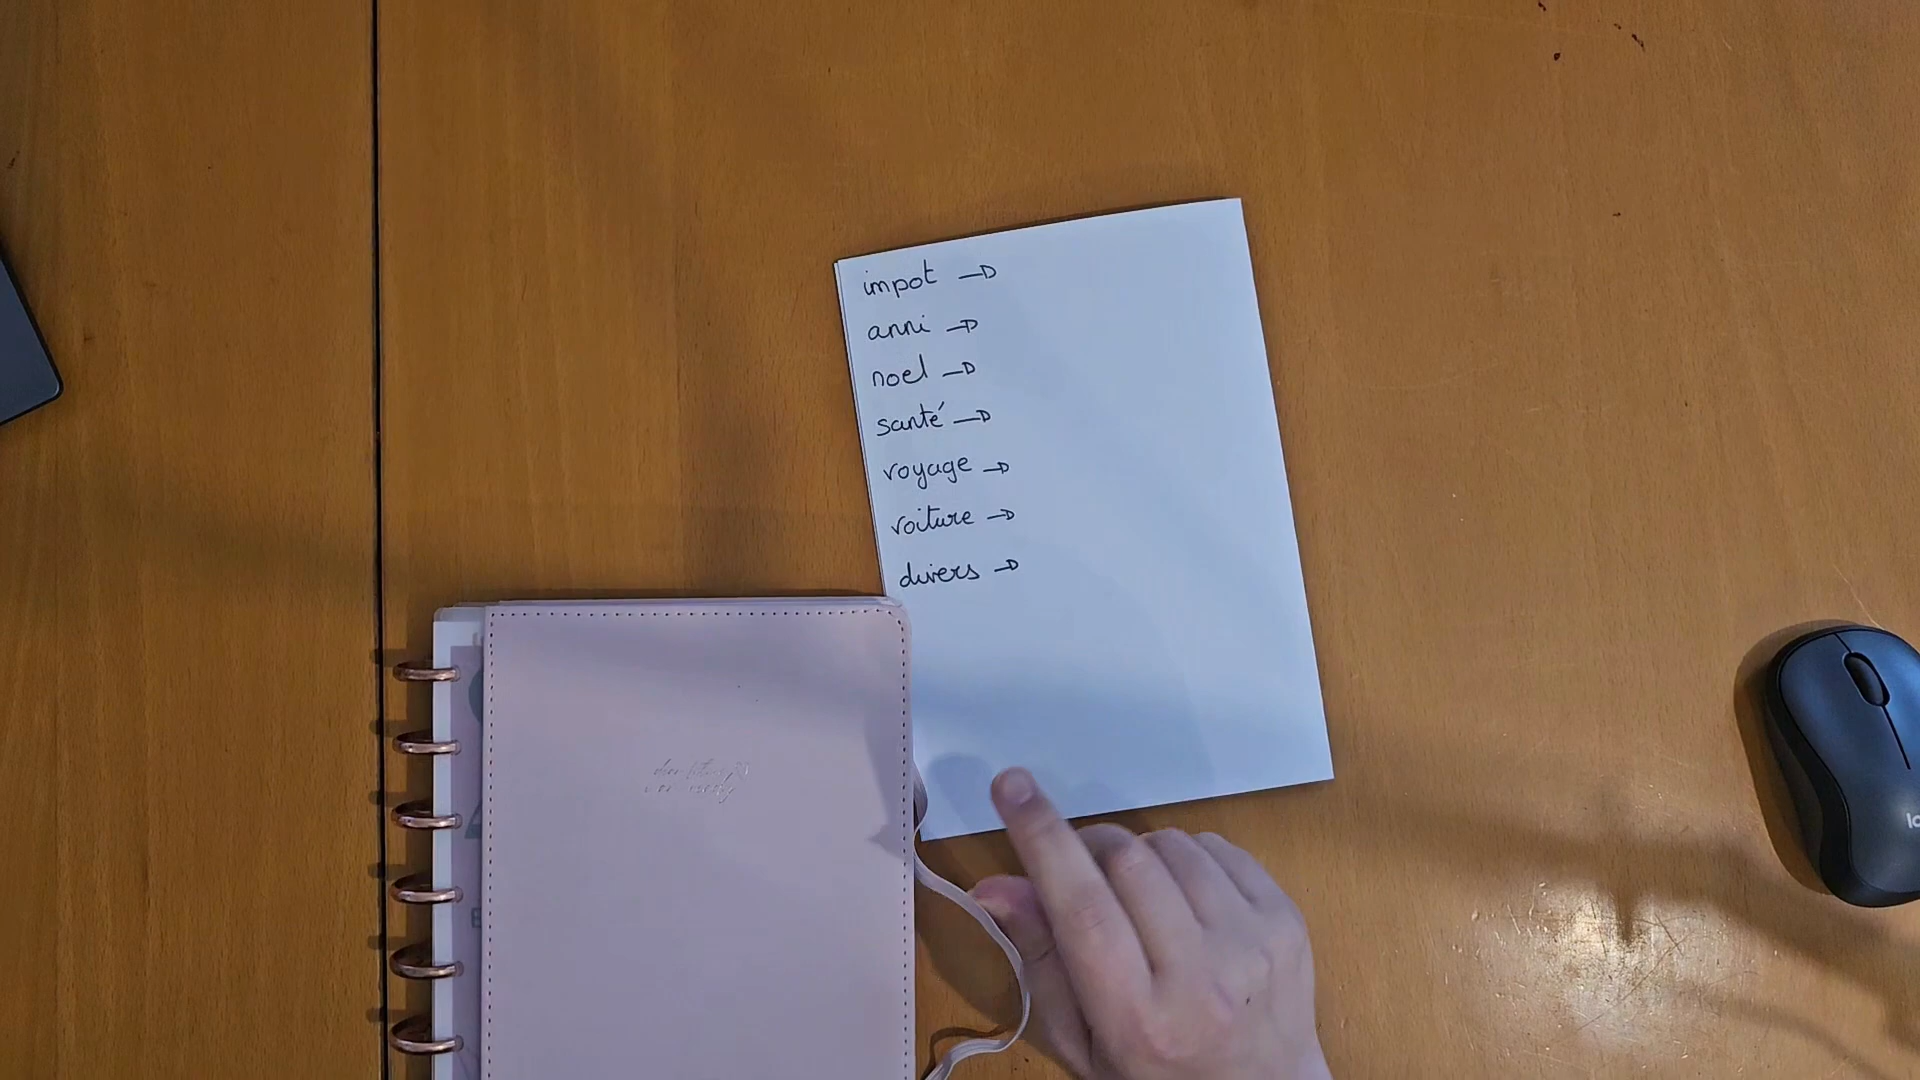 impot →
anni →
noel →
santé →
voyage →
voiture →
divers →